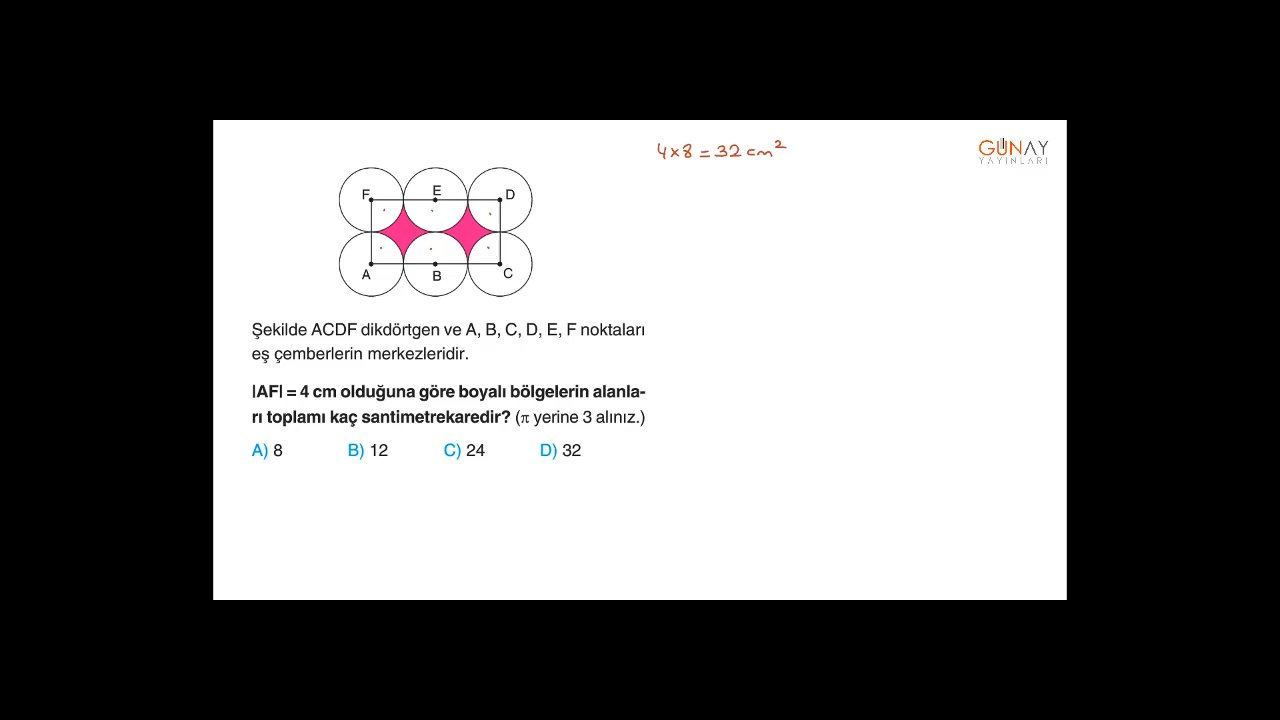 4x8 = 32 cm²
GÜNAY
YAYINLARI
F
E
D
A
B
C
Şekilde ACDF dikdörtgen ve A, B, C, D, E, F noktaları
eş çemberlerin merkezleridir.
|AF| = 4 cm olduğuna göre boyalı bölgelerin alanla-
rı toplamı kaç santimetrekaredir? (π yerine 3 alınız.)
A) 8 B) 12 C) 24 D) 32